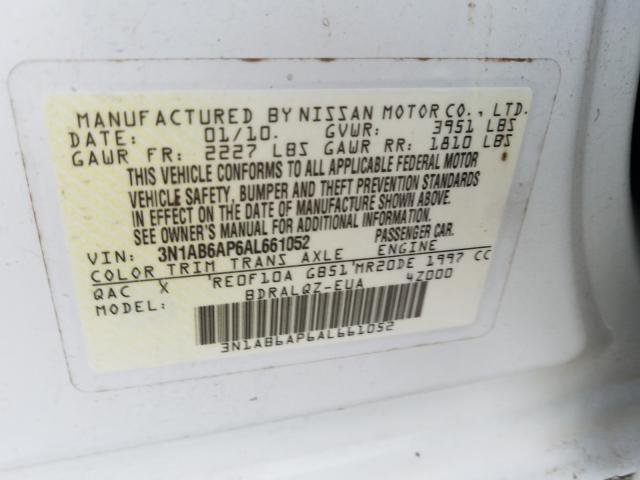 MANUFACTURED BY NISSAN MOTOR CO., LTD.
DATE: 01/10. GVWR: 3951 LBS
GAWR FR: 2227 LBS GAWR RR: 1810 LBS
THIS VEHICLE CONFORMS TO ALL APPLICABLE FEDERAL MOTOR
VEHICLE SAFETY, BUMPER AND THEFT PREVENTION STANDARDS
IN EFFECT ON THE DATE OF MANUFACTURE SHOWN ABOVE.
SEE OWNER'S MANUAL FOR ADDITIONAL INFORMATION.
VIN: 3N1AB6AP6AL661052 PASSENGER CAR.
COLOR TRIM TRANS AXLE ENGINE
QAC X RE0F10A GB51 MR20DE 1997 CC
MODEL: BDRALQZ-EUA 4Z000
3N1AB6AP6AL661052